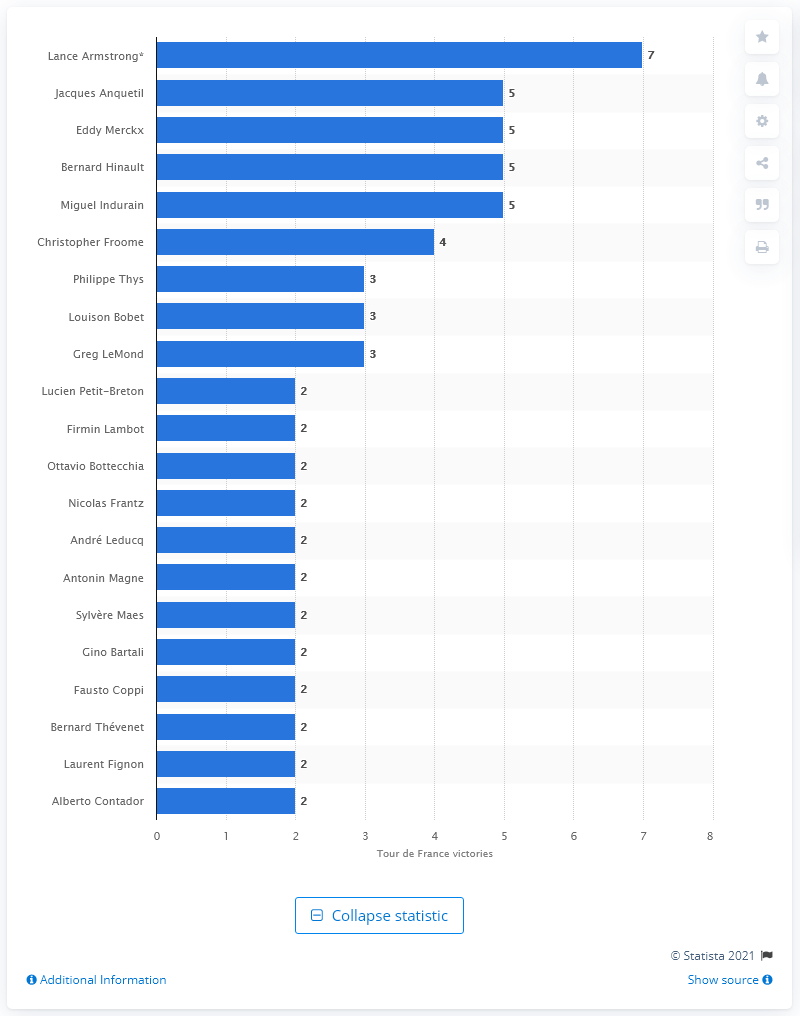 Lance Armstrong* 7
Jacques Anquetil 5
Eddy Merckx 5
Bernard Hinault 5
Miguel Indurain 5
Christopher Froome 4
Philippe Thys 3
Louison Bobet 3
Greg LeMond 3
Lucien Petit-Breton 2
Firmin Lambot 2
Ottavio Bottecchia 2
Nicolas Frantz 2
André Leducq 2
Antonin Magne 2
Sylvère Maes 2
Gino Bartali 2
Fausto Coppi 2
Bernard Thévenet 2
Laurent Fignon 2
Alberto Contador 2
0 1 2 3 4 5 6 7 8
Tour de France victories
Collapse statistic
© Statista 2021
Additional Information Show source